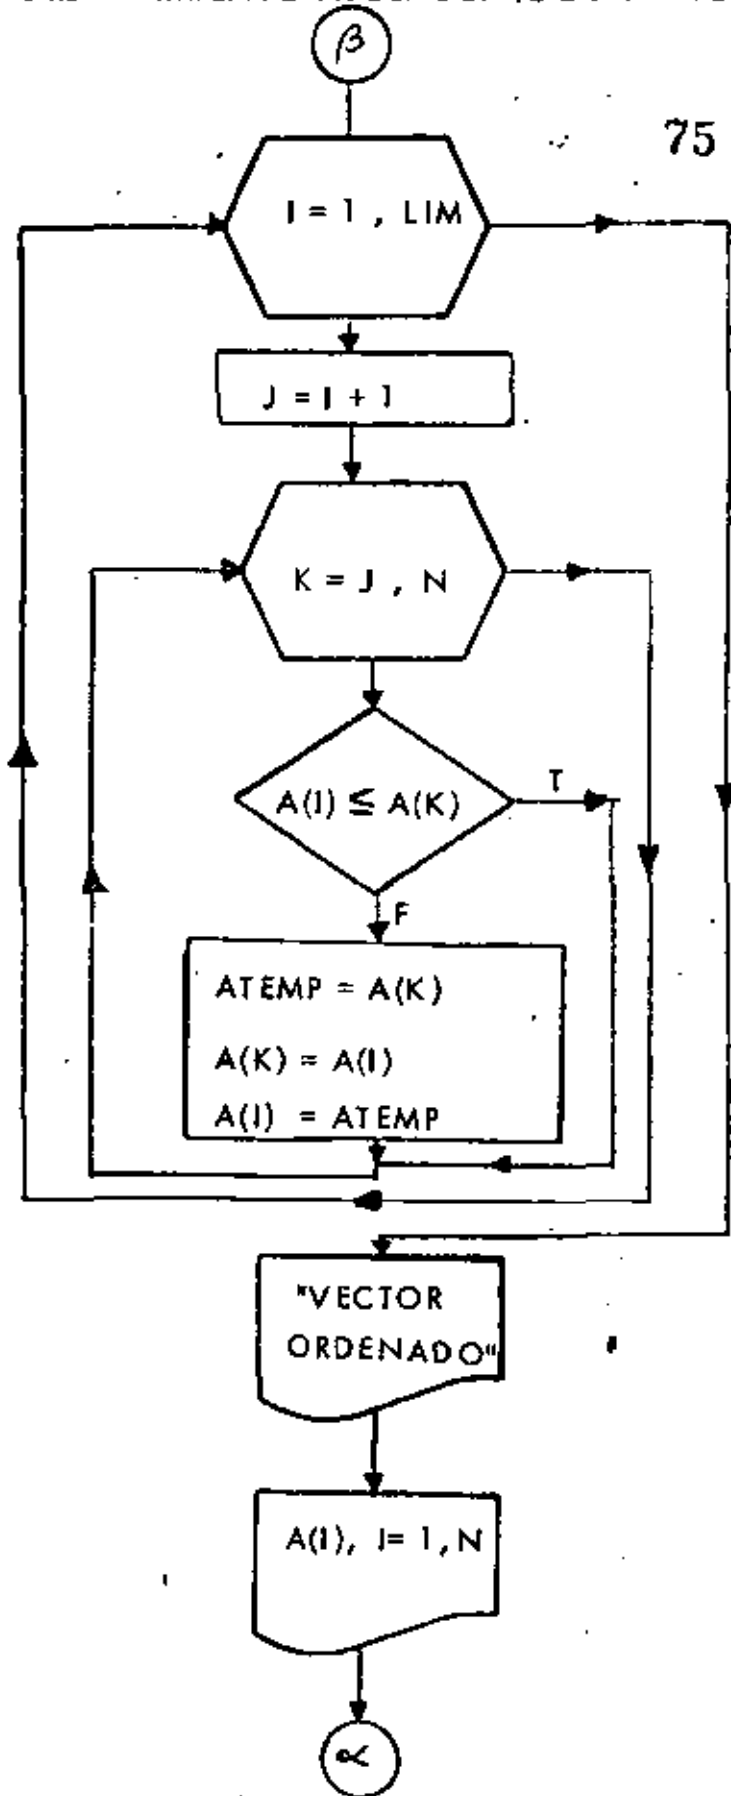 β
75
I = 1 , LIM
J = I + 1
K = J , N
A(I) ≤ A(K)
T
F
ATEMP = A(K)
A(K) = A(I)
A(I) = ATEMP
"VECTOR
ORDENADO"
A(I), I= 1, N
α